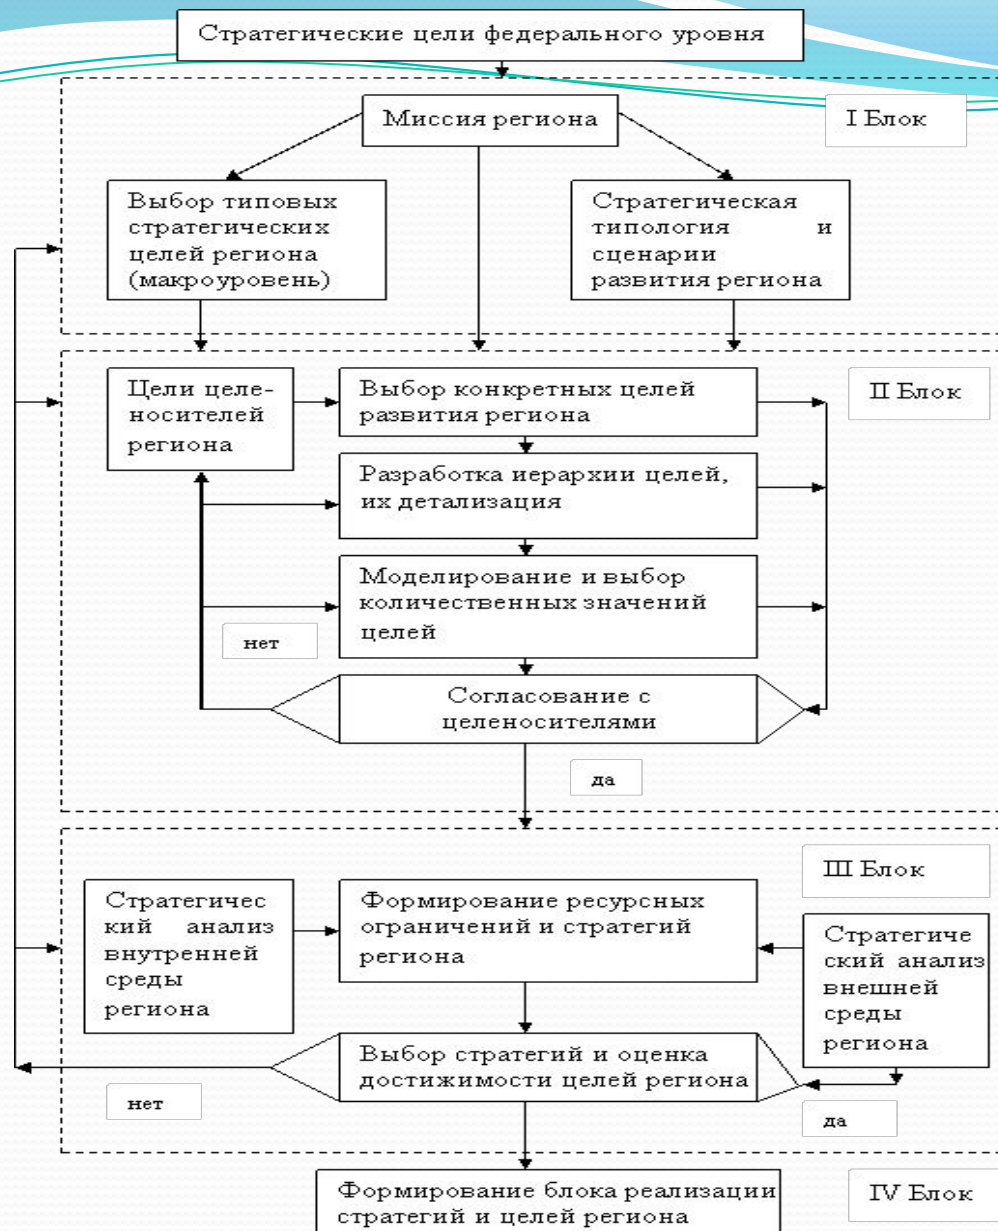 Стратегические цели федерального уровня
Миссия региона
I Блок
Выбор типовых
стратегических
целей региона
(макроуровень)
Стратегическая
типология и
сценарии
развития региона
Цели целе-
носителей
региона
Выбор конкретных целей
развития региона
II Блок
Разработка иерархии целей,
их детализация
Моделирование и выбор
количественных значений
целей
нет
Согласование с
целеносителями
да
III Блок
Стратегичес
кий анализ
внутренней
среды
региона
Формирование ресурсных
ограничений и стратегий
региона
Стратегиче
ский анализ
внешней
среды
региона
Выбор стратегий и оценка
достижимости целей региона
нет
да
Формирование блока реализации
стратегий и целей региона
IV Блок